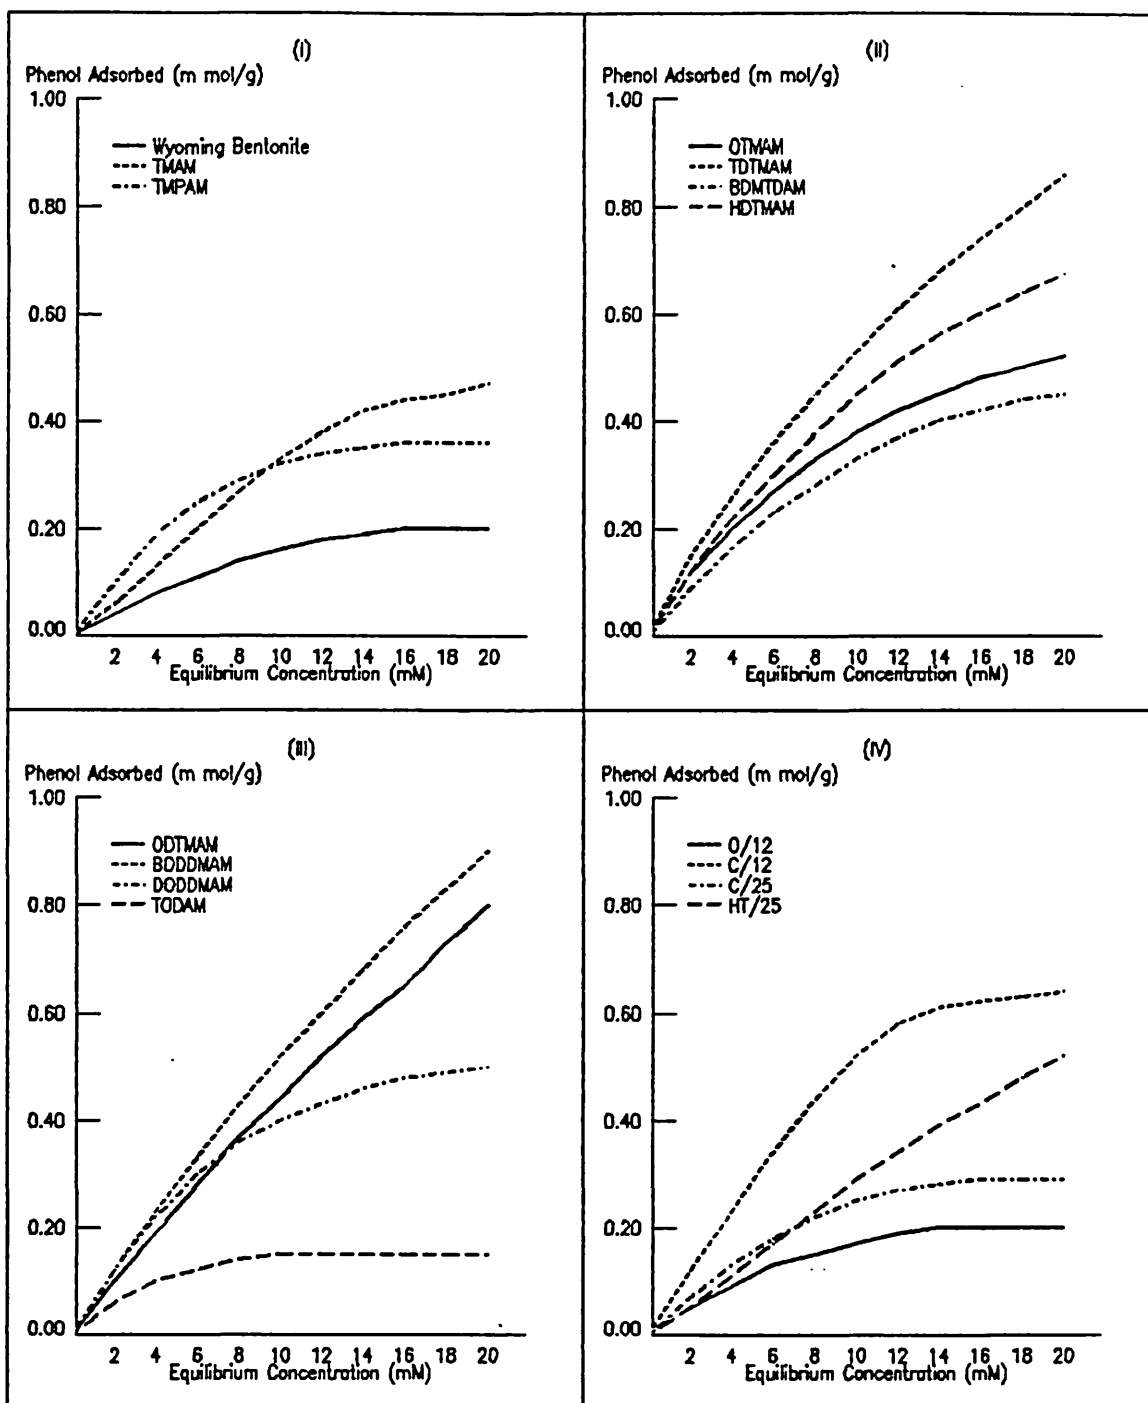 (I)
Phenol Adsorbed (m mol/g)
1.00
0.80
0.60
0.40
0.20
0.00
Wyoming Bentonite
TMAM
TMPAM
2 4 6 8 10 12 14 16 18 20
Equilibrium Concentration (mM)
(II)
Phenol Adsorbed (m mol/g)
1.00
0.80
0.60
0.40
0.20
0.00
OTMAM
TDTMAM
BDMTDAM
HDTMAM
2 4 6 8 10 12 14 16 18 20
Equilibrium Concentration (mM)
(III)
Phenol Adsorbed (m mol/g)
1.00
0.80
0.60
0.40
0.20
0.00
ODTMAM
BODDMAM
DODDMAM
TODAM
2 4 6 8 10 12 14 16 18 20
Equilibrium Concentration (mM)
(IV)
Phenol Adsorbed (m mol/g)
1.00
0.80
0.60
0.40
0.20
0.00
O/12
C/12
C/25
HT/25
2 4 6 8 10 12 14 16 18 20
Equilibrium Concentration (mM)